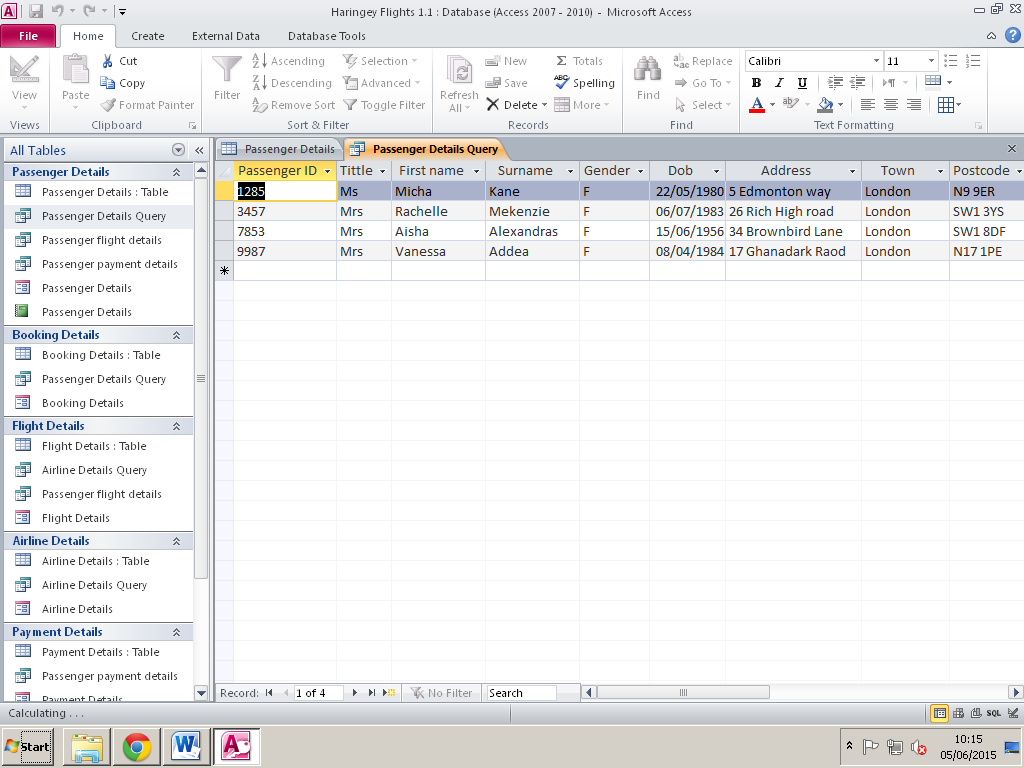 Haringey Flights 1.1 : Database (Access 2007 - 2010) - Microsoft Access
File Home Create External Data Database Tools
View Paste Cut Copy Format Painter Filter Ascending Descending Remove Sort Selection Advanced Toggle Filter Refresh All New Save Delete Totals Spelling More Find Replace Go To Select Calibri 11
B I U
A ab A
Views Clipboard Sort & Filter Records Find Text Formatting
All Tables
Passenger Details
Passenger Details : Table
Passenger Details Query
Passenger flight details
Passenger payment details
Passenger Details
Passenger Details
Booking Details
Booking Details : Table
Passenger Details Query
Booking Details
Flight Details
Flight Details : Table
Airline Details Query
Passenger flight details
Flight Details
Airline Details
Airline Details : Table
Airline Details Query
Airline Details
Payment Details
Payment Details : Table
Passenger payment details
Payment Details
Passenger Details Passenger Details Query
Passenger ID Tittle First name Surname Gender Dob Address Town Postcode
1285 Ms Micha Kane F 22/05/1980 5 Edmonton way London N9 9ER
3457 Mrs Rachelle Mekenzie F 06/07/1983 26 Rich High road London SW1 3YS
7853 Mrs Aisha Alexandras F 15/06/1956 34 Brownbird Lane London SW1 8DF
9987 Mrs Vanessa Addea F 08/04/1984 17 Ghanadark Raod London N17 1PE
Record: 1 of 4 No Filter Search
Calculating . . . SQL
Start 10:15
05/06/2015